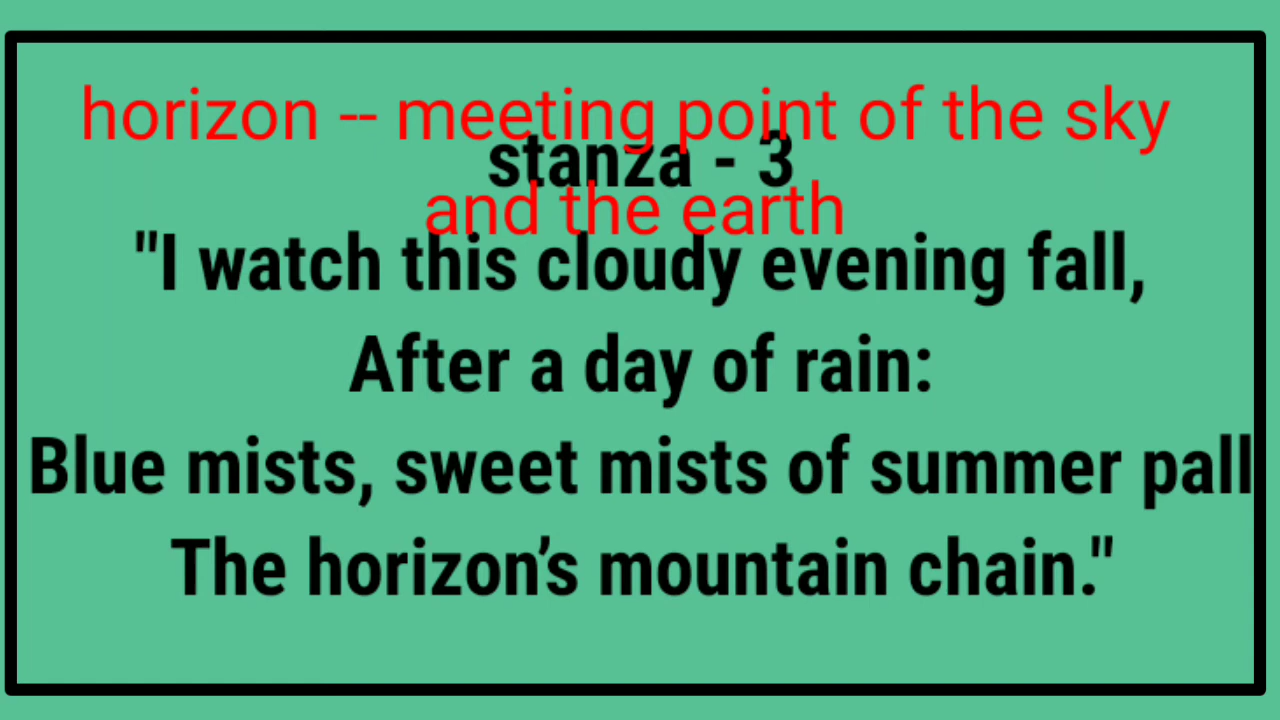 horizon -- meeting point of the sky
stanza - 3
and the earth
"I watch this cloudy evening fall,
After a day of rain:
Blue mists, sweet mists of summer pall
The horizon’s mountain chain."